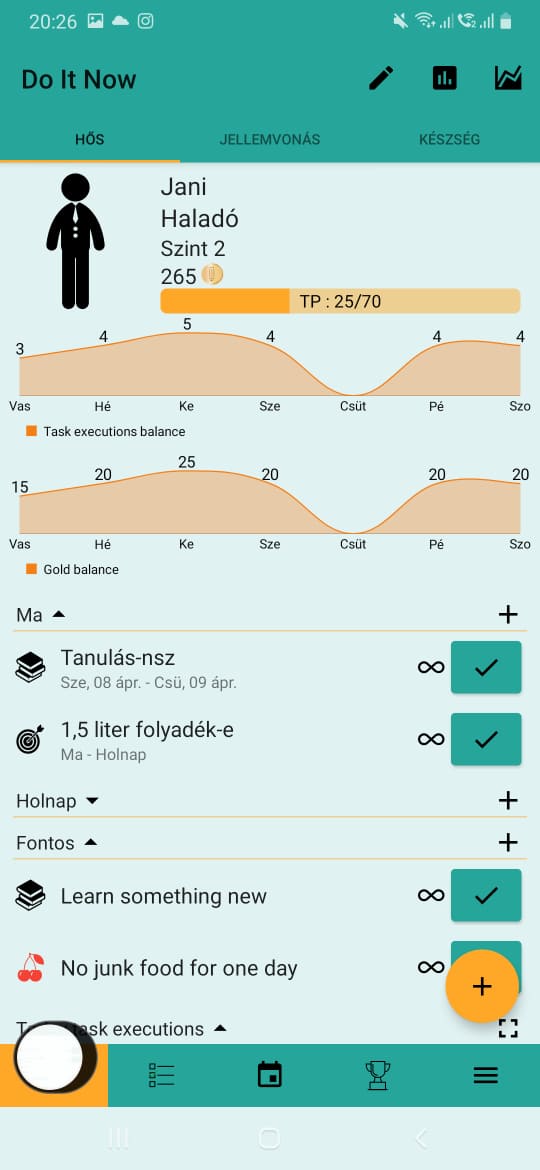 20:26
Do It Now
HŐS JELLEMVONÁS KÉSZSÉG
Jani
Haladó
Szint 2
265
TP : 25/70
3 4 5 4 4 4
Vas Hé Ke Sze Csüt Pé Szo
Task executions balance
15 20 25 20 20 20
Vas Hé Ke Sze Csüt Pé Szo
Gold balance
Ma
Tanulás-nsz
Sze, 08 ápr. - Csü, 09 ápr.
1,5 liter folyadék-e
Ma - Holnap
Holnap
Fontos
Learn something new
No junk food for one day
task executions